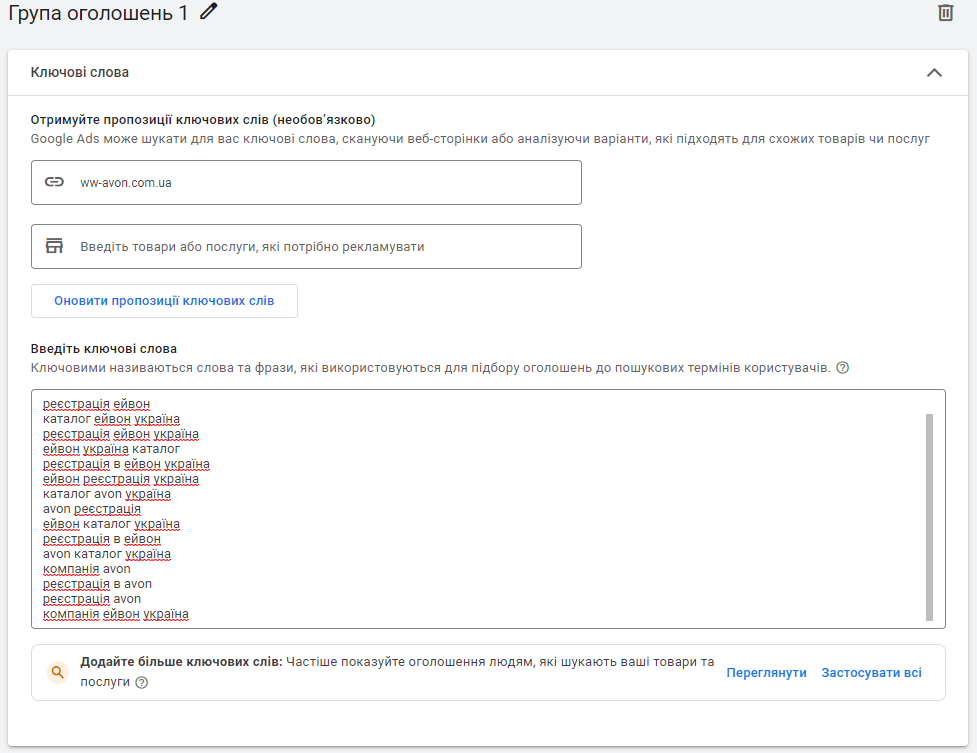 Група оголошень 1
Ключові слова
Отримуйте пропозиції ключових слів (необов’язково)
Google Ads може шукати для вас ключові слова, скануючи веб-сторінки або аналізуючи варіанти, які підходять для схожих товарів чи послуг
ww-avon.com.ua
Введіть товари або послуги, які потрібно рекламувати
Оновити пропозиції ключових слів
Введіть ключові слова
Ключовими називаються слова та фрази, які використовуються для підбору оголошень до пошукових термінів користувачів.
реєстрація ейвон
каталог ейвон україна
реєстрація ейвон україна
ейвон україна каталог
реєстрація в ейвон україна
ейвон реєстрація україна
каталог avon україна
avon реєстрація
ейвон каталог україна
реєстрація в ейвон
avon каталог україна
компанія avon
реєстрація в avon
реєстрація avon
компанія ейвон україна
Додайте більше ключових слів: Частіше показуйте оголошення людям, які шукають ваші товари та
послуги
Переглянути Застосувати всі